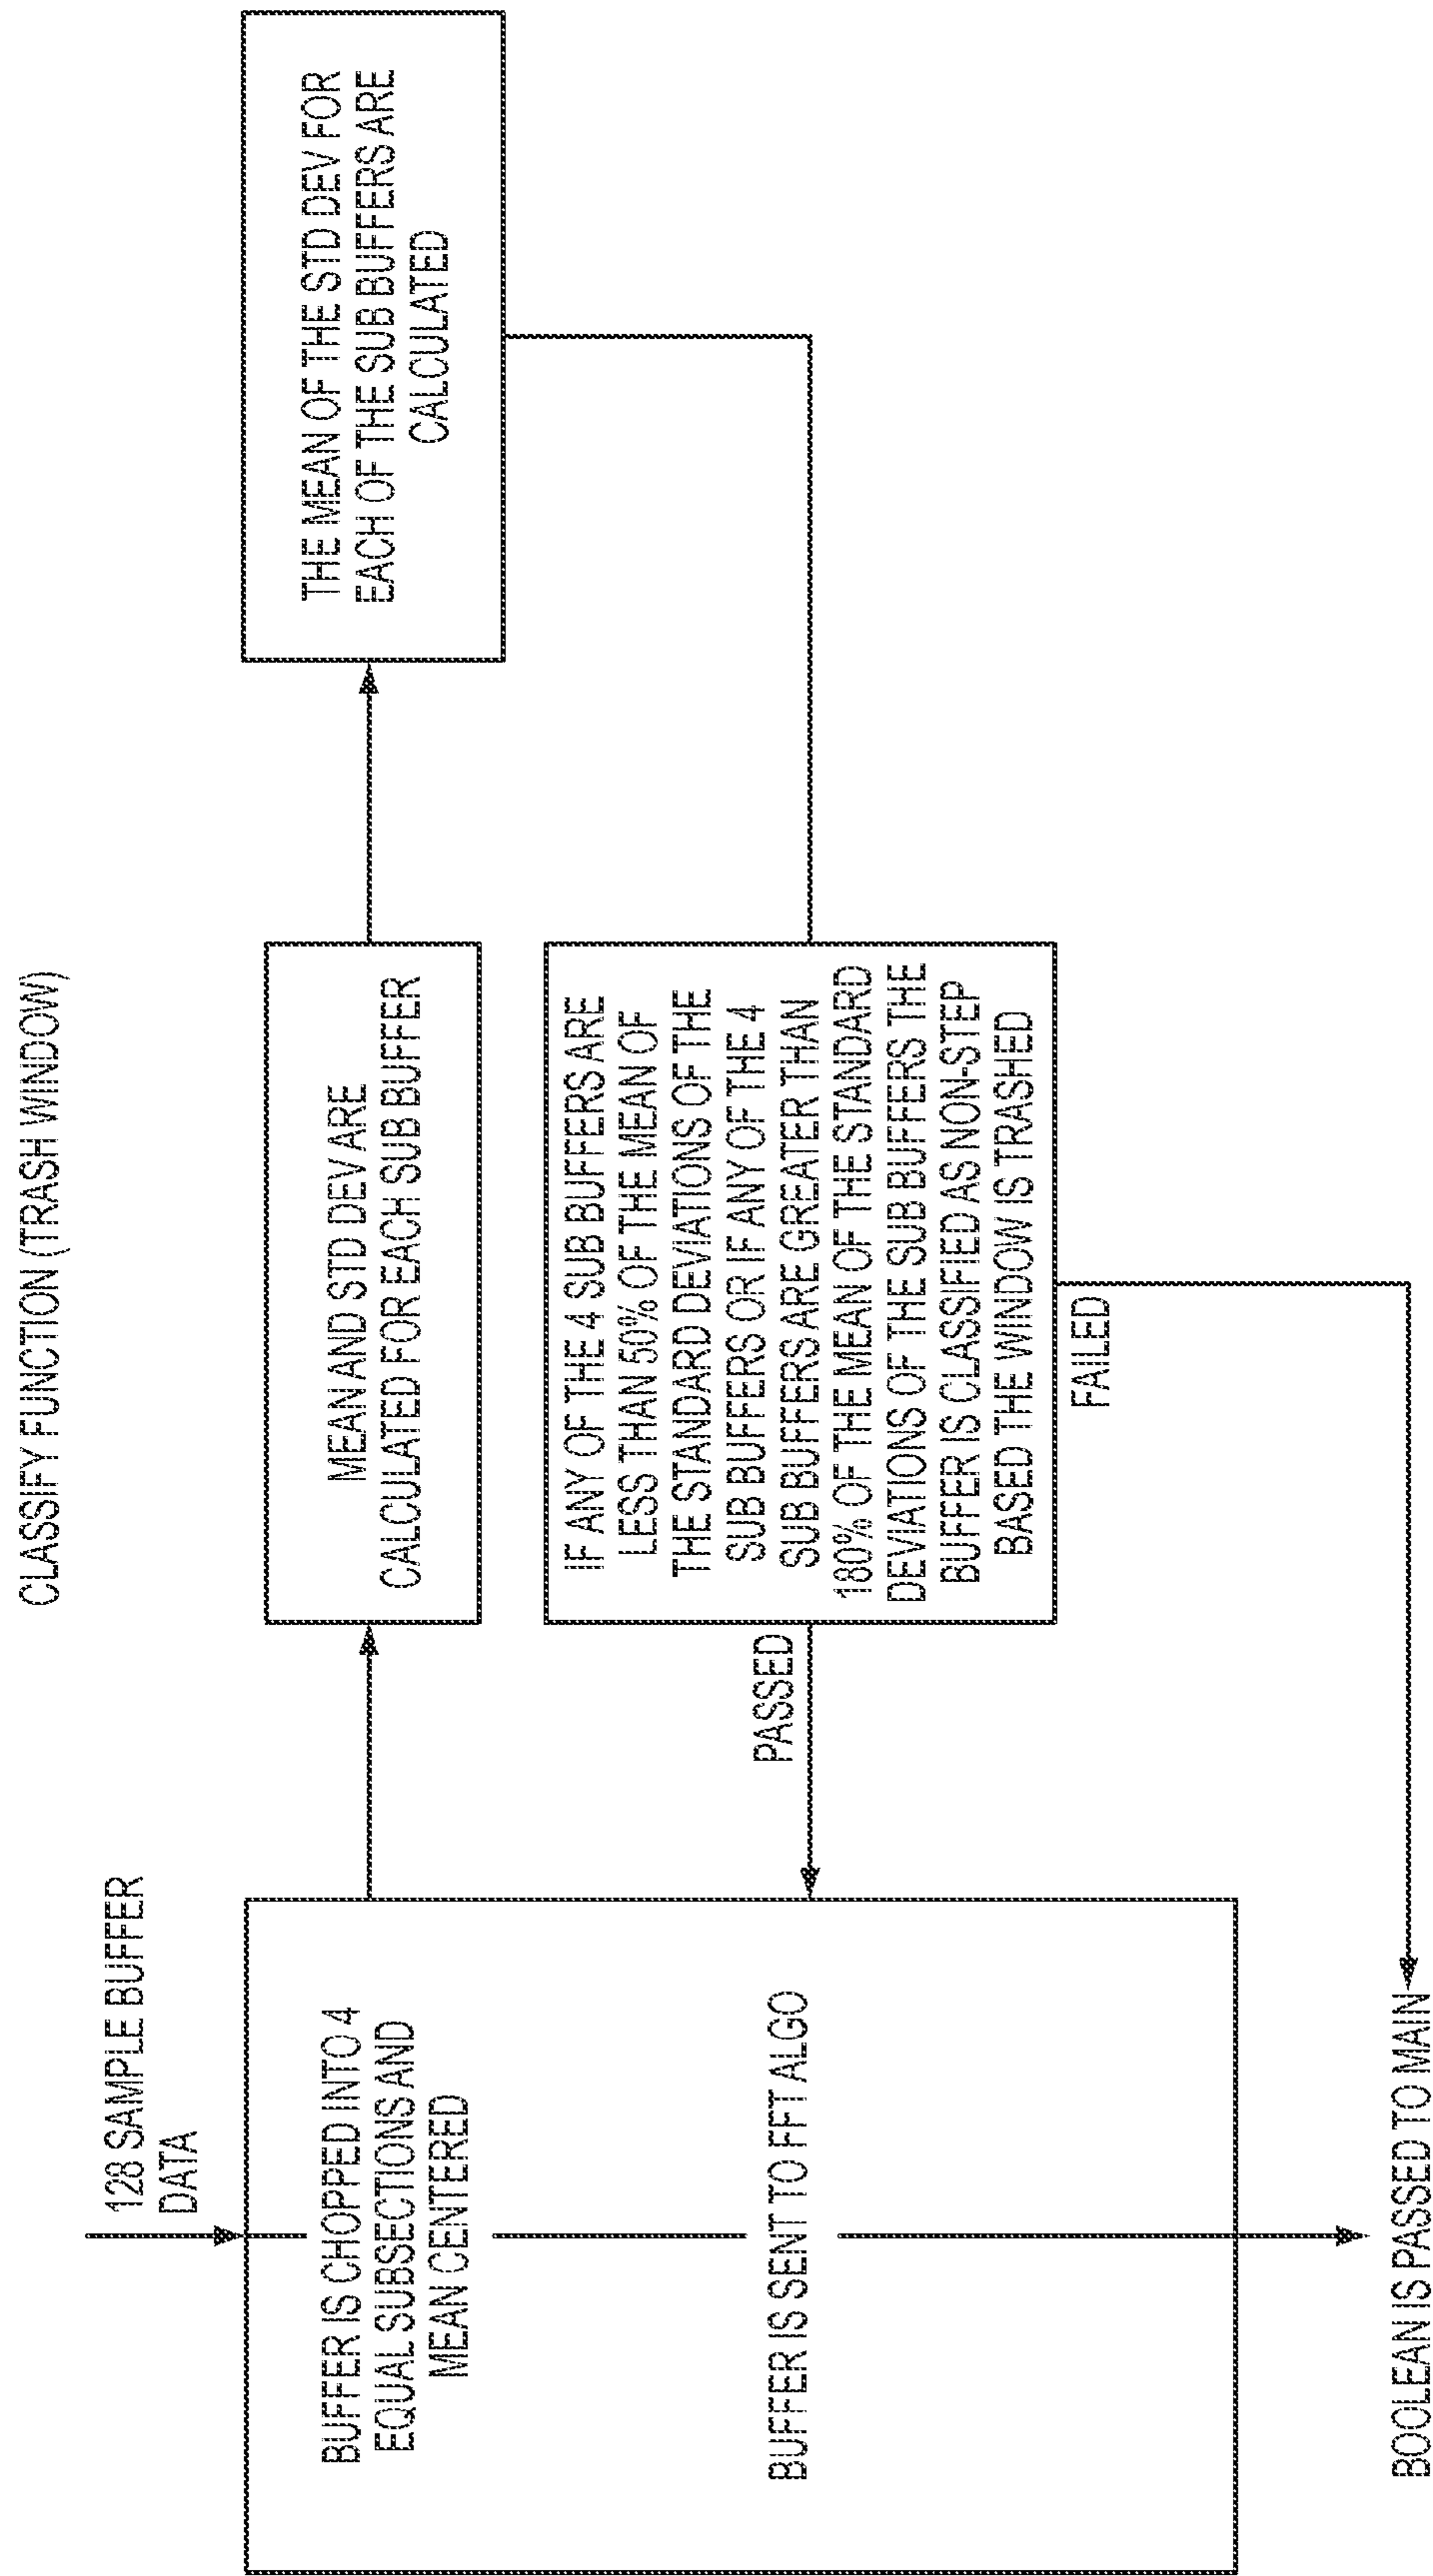 CLASSIFY FUNCTION (TRASH WINDOW)
128 SAMPLE BUFFER
DATA
BUFFER IS CHOPPED INTO 4
EQUAL SUBSECTIONS AND
MEAN CENTERED
MEAN AND STD DEV ARE
CALCULATED FOR EACH SUB BUFFER
THE MEAN OF THE STD DEV FOR
EACH OF THE SUB BUFFERS ARE
CALCULATED
IF ANY OF THE 4 SUB BUFFERS ARE
LESS THAN 50% OF THE MEAN OF
THE STANDARD DEVIATIONS OF THE
SUB BUFFERS OR IF ANY OF THE 4
SUB BUFFERS ARE GREATER THAN
180% OF THE MEAN OF THE STANDARD
DEVIATIONS OF THE SUB BUFFERS THE
BUFFER IS CLASSIFIED AS NON-STEP
BASED THE WINDOW IS TRASHED
PASSED
BUFFER IS SENT TO FFT ALGO
FAILED
BOOLEAN IS PASSED TO MAIN